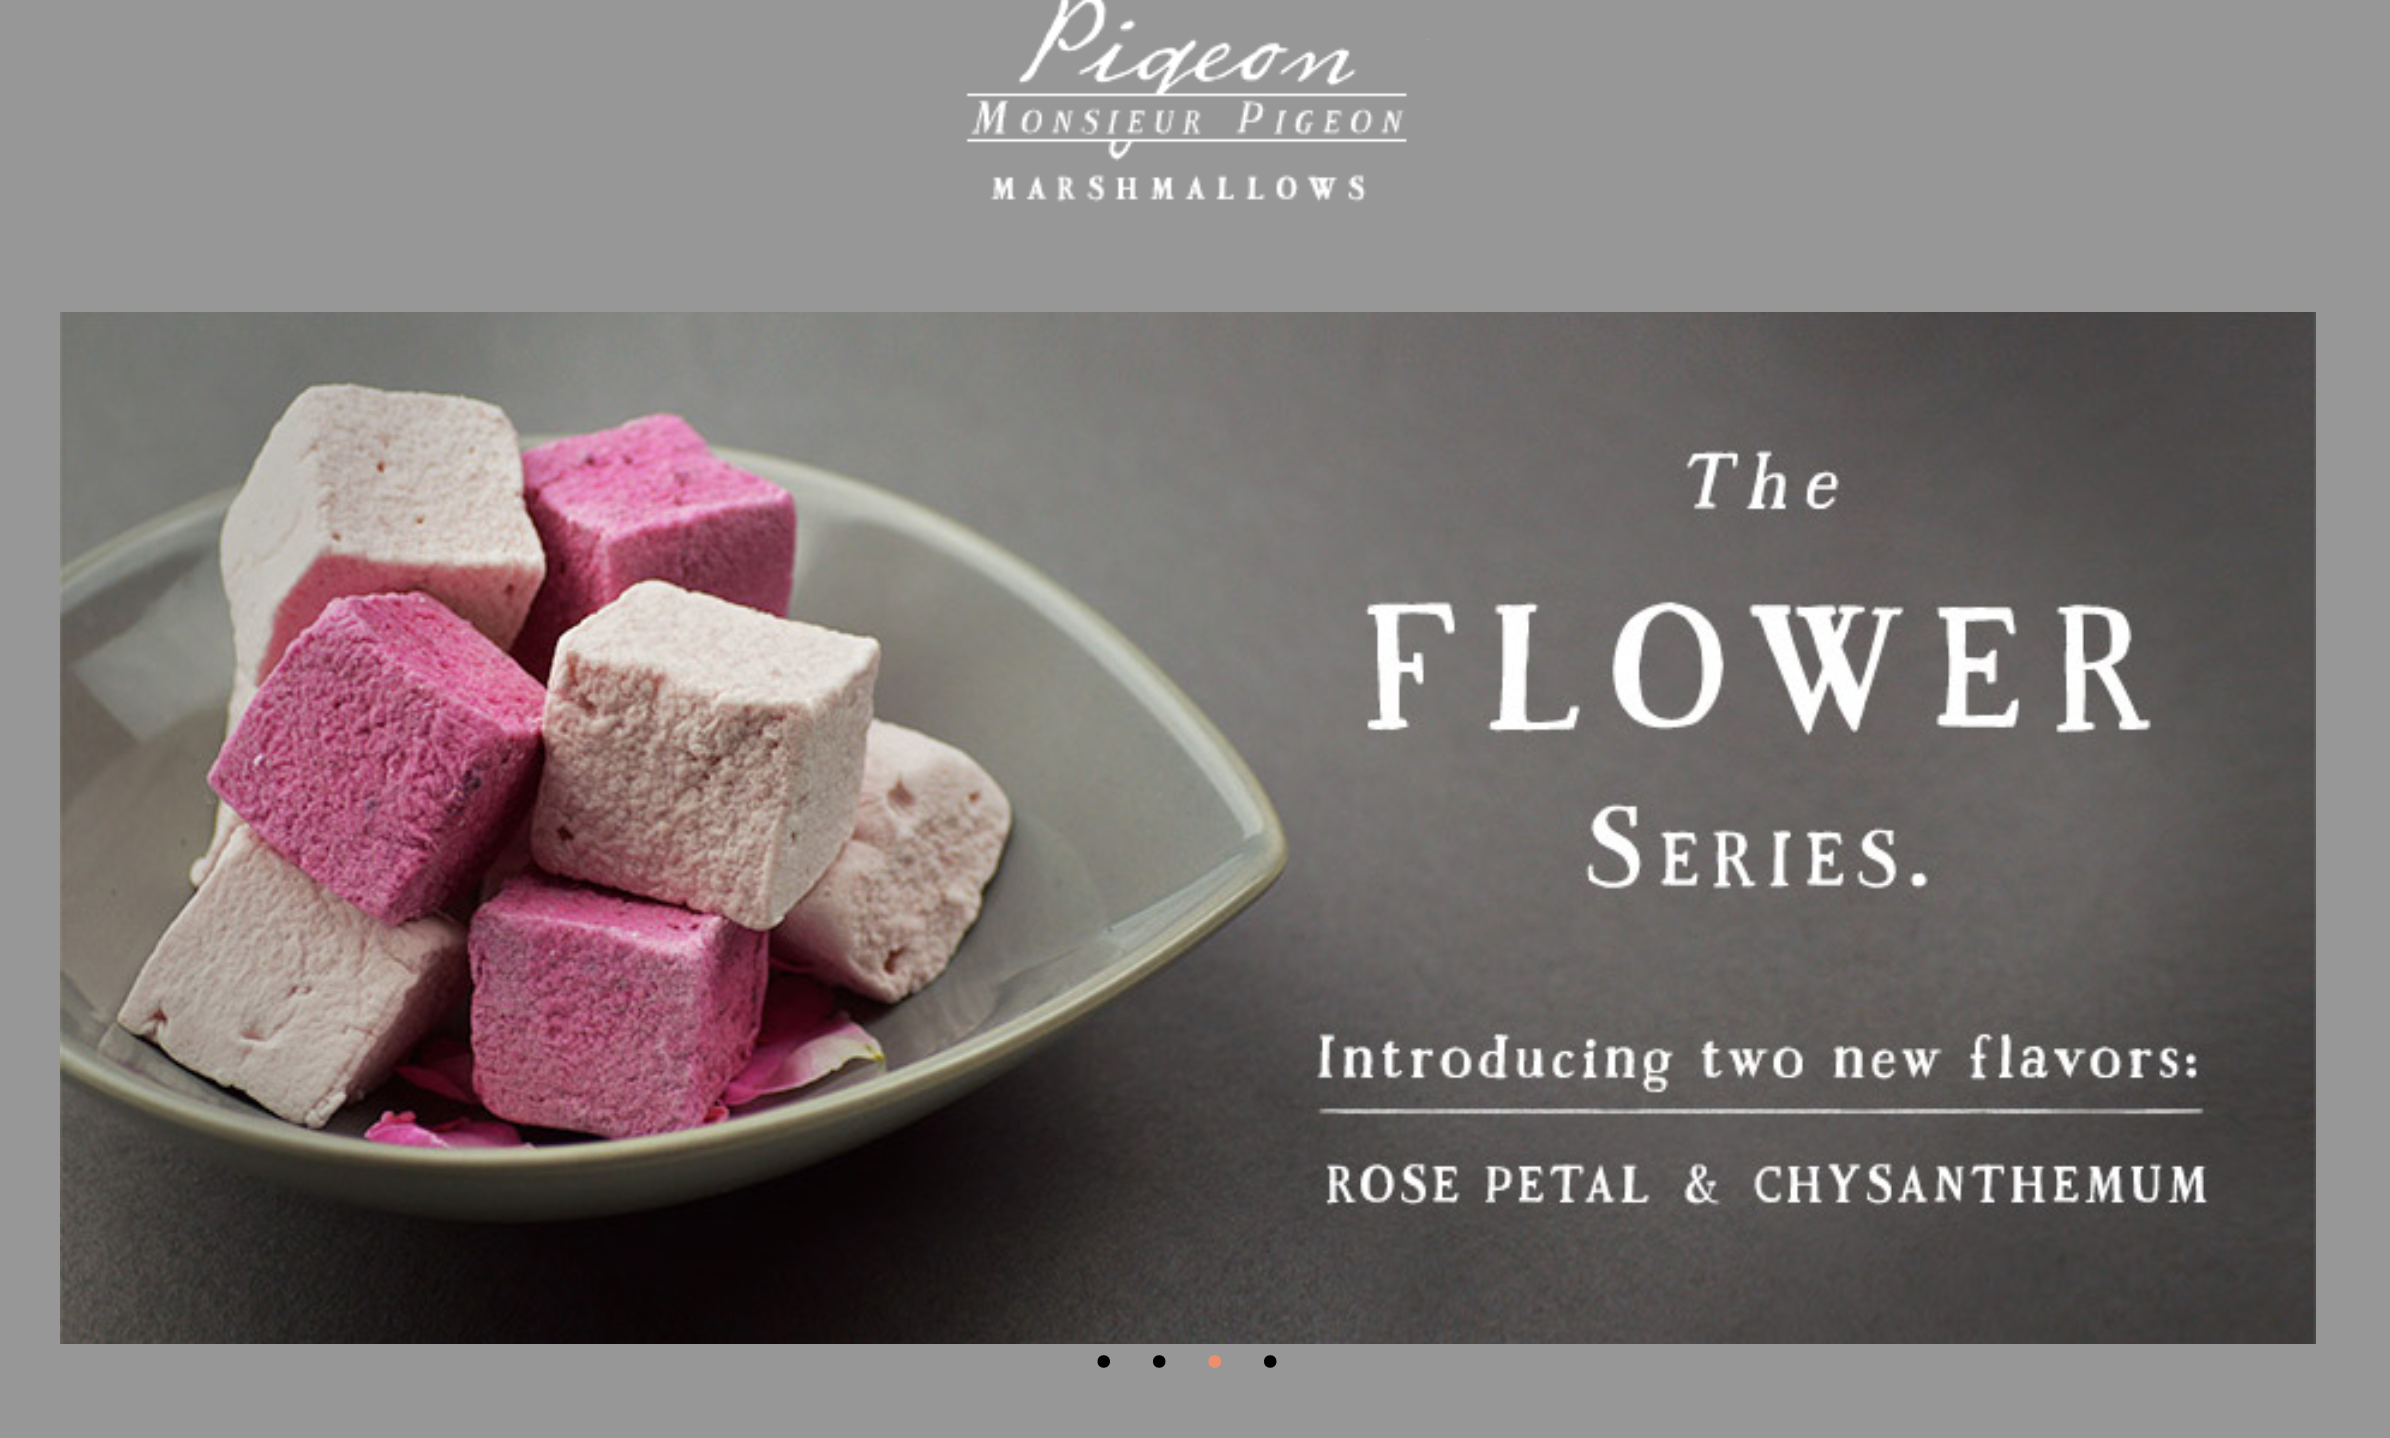 Pigeon
MONSIEUR PIGEON
MARSHMALLOWS
The
FLOWER
SERIES.
Introducing two new flavors:
ROSE PETAL & CHYSANTHEMUM